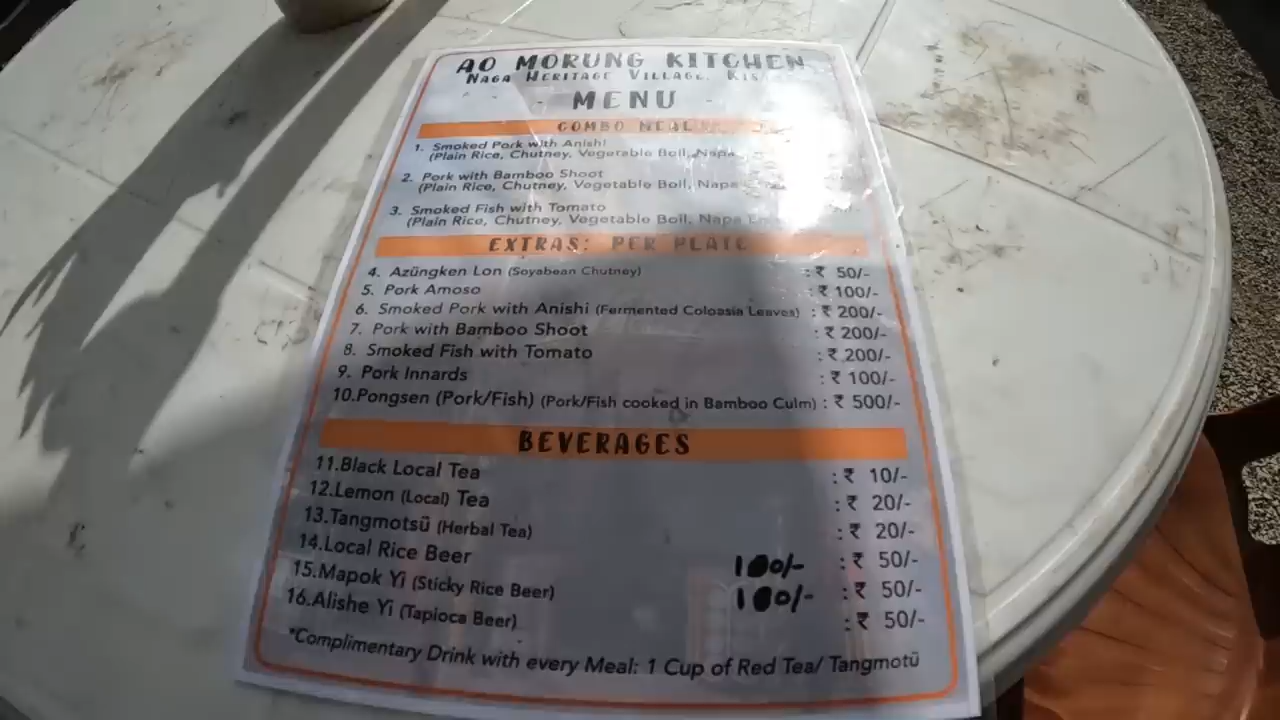 AO MORUNG KITCHEN
NAGA HERITAGE VILLAGE,
MENU
COMBO MEAL
1. Smoked Pork with Anishi
(Plain Rice, Chutney, Vegetable Boil, Napa
2. Pork with Bamboo Shoot
(Plain Rice, Chutney, Vegetable Boil, Napa
3. Smoked Fish with Tomato
(Plain Rice, Chutney, Vegetable Boil, Napa
EXTRAS: PER PLATE
4. Azüngken Lon (Soyabean Chutney) : ₹ 50/-
5. Pork Amoso : ₹ 100/-
6. Smoked Pork with Anishi (Fermented Coloasia Leaves) : ₹ 200/-
7. Pork with Bamboo Shoot : ₹ 200/-
8. Smoked Fish with Tomato : ₹ 200/-
9. Pork Innards : ₹ 100/-
10.Pongsen (Pork/Fish) (Pork/Fish cooked in Bamboo Culm) : ₹ 500/-
BEVERAGES
11.Black Local Tea : ₹ 10/-
12.Lemon (Local) Tea : ₹ 20/-
13.Tangmotsü (Herbal Tea) : ₹ 20/-
14.Local Rice Beer 100/- : ₹ 50/-
15.Mapok Yi (Sticky Rice Beer) 100/- : ₹ 50/-
16.Alishe Yi (Tapioca Beer) : ₹ 50/-
*Complimentary Drink with every Meal: 1 Cup of Red Tea/ Tangmotü